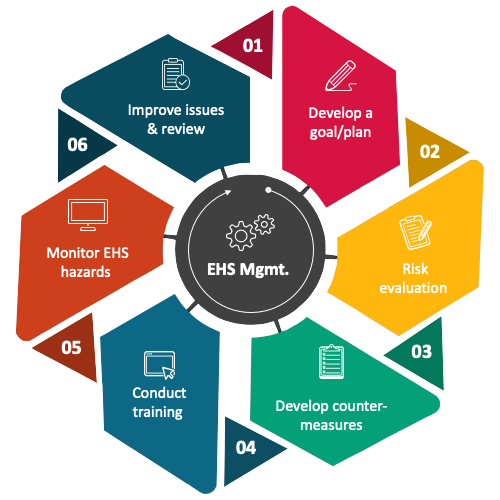 01
Develop a
goal/plan
02
Risk
evaluation
03
Develop counter-
measures
04
Conduct
training
05
Monitor EHS
hazards
06
Improve issues
& review
EHS Mgmt.